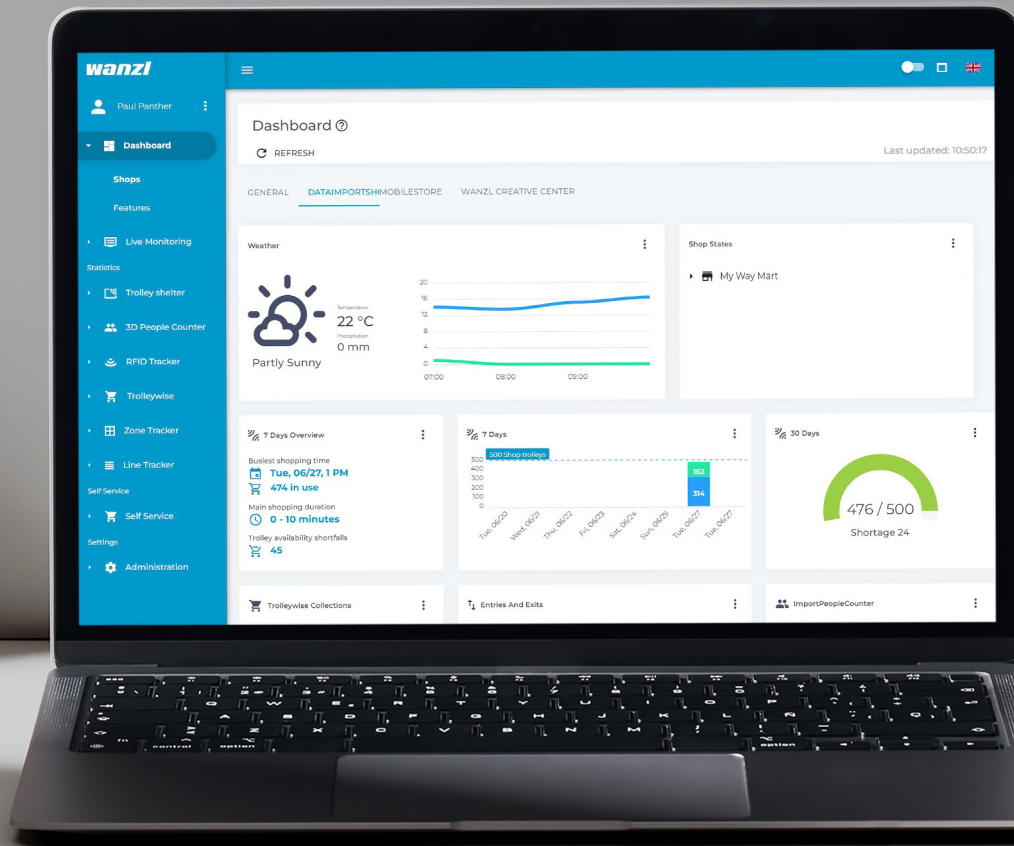 wanzl
Paul Panther
Dashboard
Shops
Features
Live Monitoring
Statistics
Trolley shelter
3D People Counter
RFID Tracker
Trolleywise
Zone Tracker
Line Tracker
Self Service
Self Service
Settings
Administration
Dashboard
REFRESH
Last updated: 10:50:17
GENERAL DATAIMPORTSH MOBILESTORE WANZL CREATIVE CENTER
Weather
Temperature
22 °C
Precipitation
0 mm
Partly Sunny
20
16
12
8
4
0
07:00 08:00 09:00
Shop States
My Way Mart
7 Days Overview
Busiest shopping time
Tue, 06/27, 1 PM
474 in use
Main shopping duration
0 - 10 minutes
Trolley availability shortfalls
45
7 Days
500 Shop trolleys
500
400
300
200
100
0
162
314
Tue, 06/20 Wed, 06/21 Thu, 06/22 Fri, 06/23 Sat, 06/24 Sun, 06/25 Tue, 06/27 Tue, 06/27
30 Days
476 / 500
Shortage 24
Trolleywise Collections
Entries And Exits
ImportPeopleCounter
fn control option
option